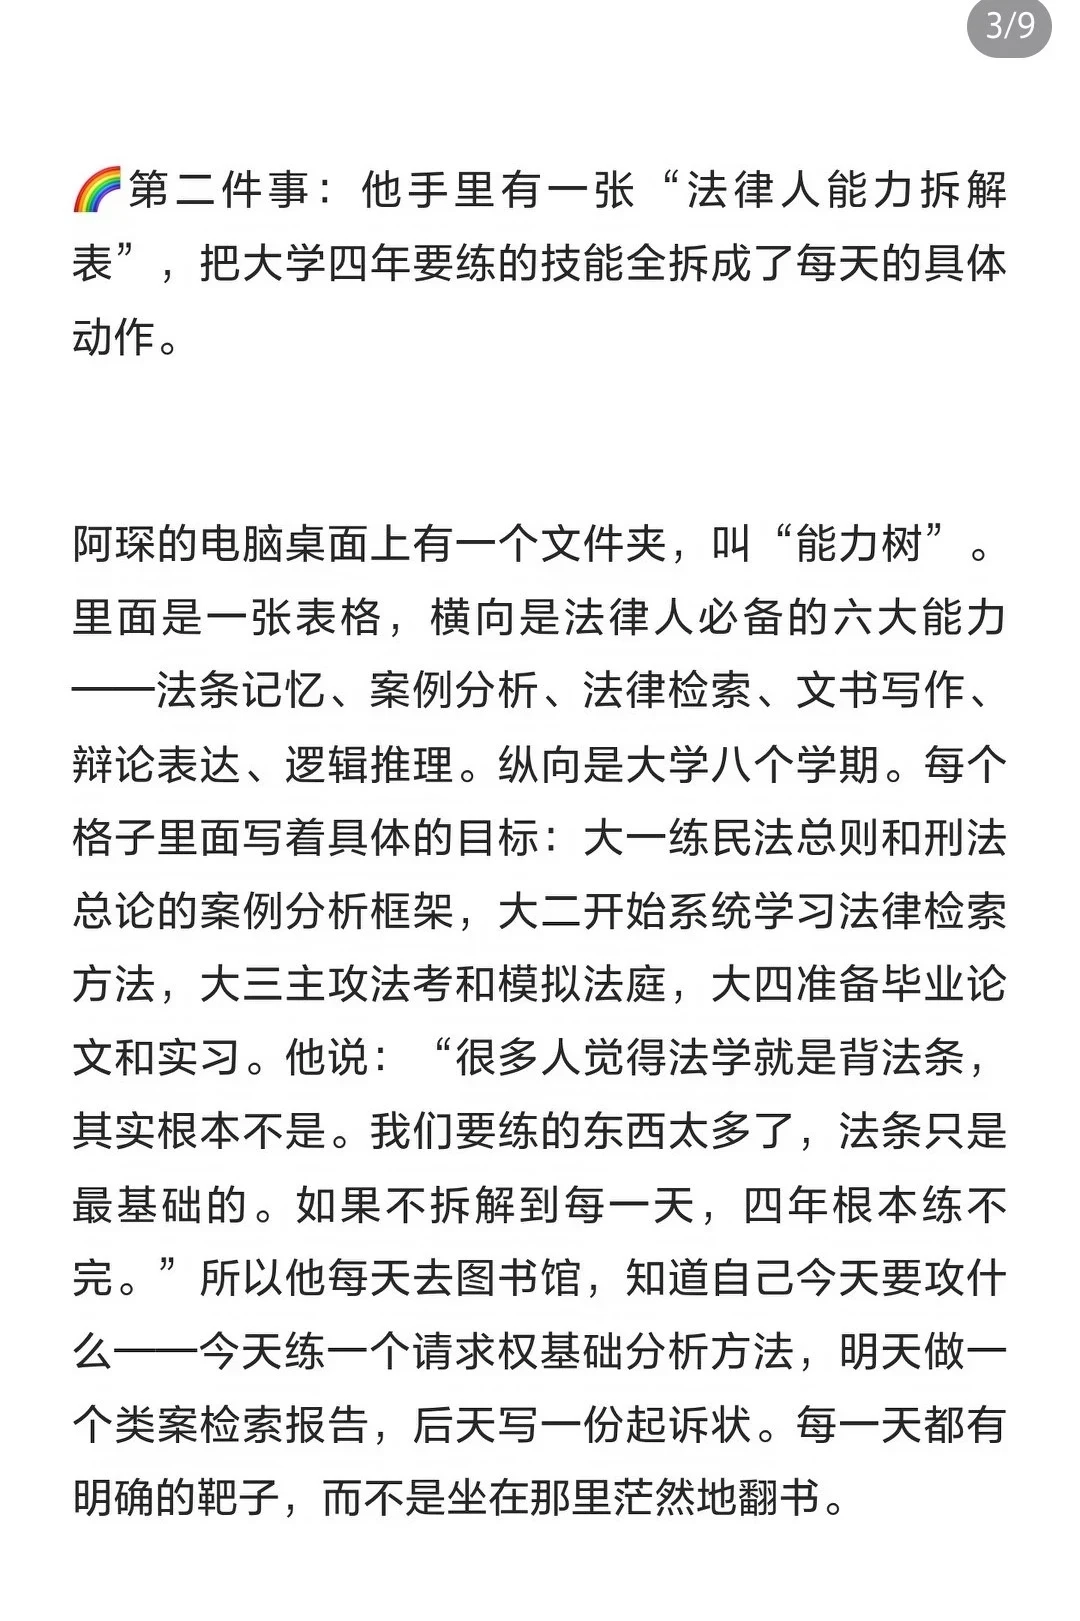 3/9
🌈第二件事：他手里有一张“法律人能力拆解
表”，把大学四年要练的技能全拆成了每天的具体
动作。
阿琛的电脑桌面上有一个文件夹，叫“能力树”。
里面是一张表格，横向是法律人必备的六大能力
——法条记忆、案例分析、法律检索、文书写作、
辩论表达、逻辑推理。纵向是大学八个学期。每个
格子里面写着具体的目标：大一练民法总则和刑法
总论的案例分析框架，大二开始系统学习法律检索
方法，大三主攻法考和模拟法庭，大四准备毕业论
文和实习。他说：“很多人觉得法学就是背法条，
其实根本不是。我们要练的东西太多了，法条只是
最基础的。如果不拆解到每一天，四年根本练不
完。”所以他每天去图书馆，知道自己今天要攻什
么——今天练一个请求权基础分析方法，明天做一
个类案检索报告，后天写一份起诉状。每一天都有
明确的靶子，而不是坐在那里茫然地翻书。